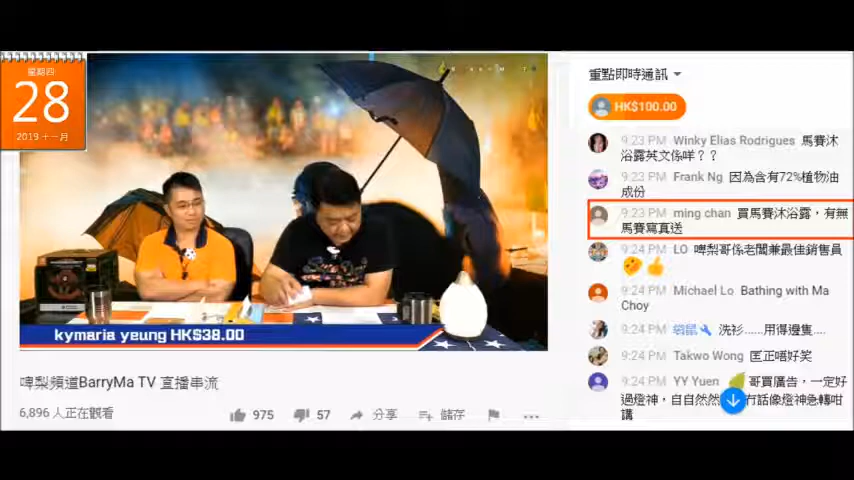 星期四
28
2019 十一月
kymaria yeung HK$38.00
啤梨頻道BarryMa TV 直播串流
6,896 人正在觀看
975
57
分享
儲存
重點即時通訊
HK$100.00
9:23 PM Winky Elias Rodrigues 馬賽沐
浴露英文係咩？？
9:23 PM Frank Ng 因為含有72%植物油
成份
9:23 PM ming chan 買馬賽沐浴露，有無
馬賽寫真送
9:24 PM LO 啤梨哥係老闆兼最佳銷售員
9:24 PM Michael Lo Bathing with Ma
Choy
9:24 PM 洗衫......用得邊隻....
9:24 PM Takwo Wong 匡正唔好笑
9:24 PM YY Yuen 哥買廣告，一定好
過燈神，自自然然 冇話像燈神急轉咁
講